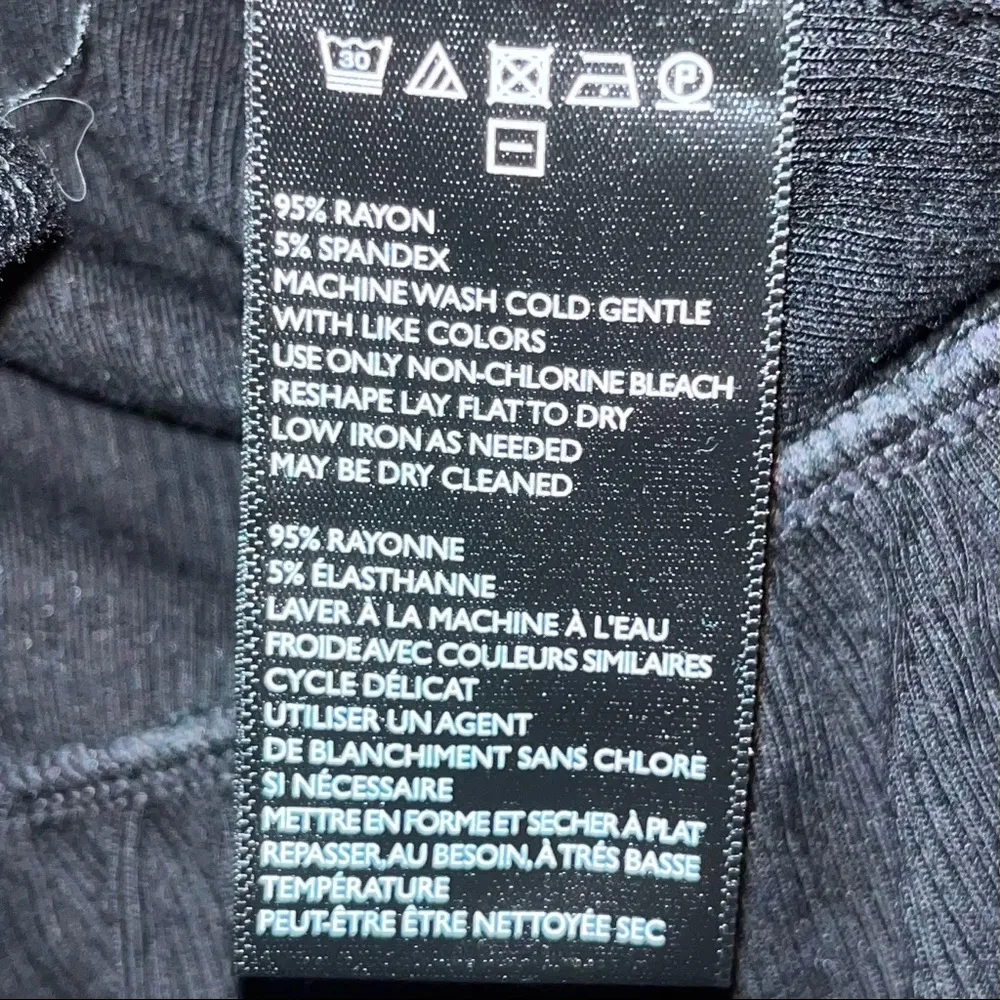 30 P
95% RAYON
5% SPANDEX
MACHINE WASH COLD GENTLE
WITH LIKE COLORS
USE ONLY NON-CHLORINE BLEACH
RESHAPE LAY FLAT TO DRY
LOW IRON AS NEEDED
MAY BE DRY CLEANED
95% RAYONNE
5% ÉLASTHANNE
LAVER À LA MACHINE À L'EAU
FROIDE AVEC COULEURS SIMILAIRES
CYCLE DÉLICAT
UTILISER UN AGENT
DE BLANCHIMENT SANS CHLORE
SI NÉCESSAIRE
METTRE EN FORME ET SECHER À PLAT
REPASSER, AU BESOIN, À TRÉS BASSE
TEMPÉRATURE
PEUT-ÊTRE ÊTRE NETTOYÉE SEC